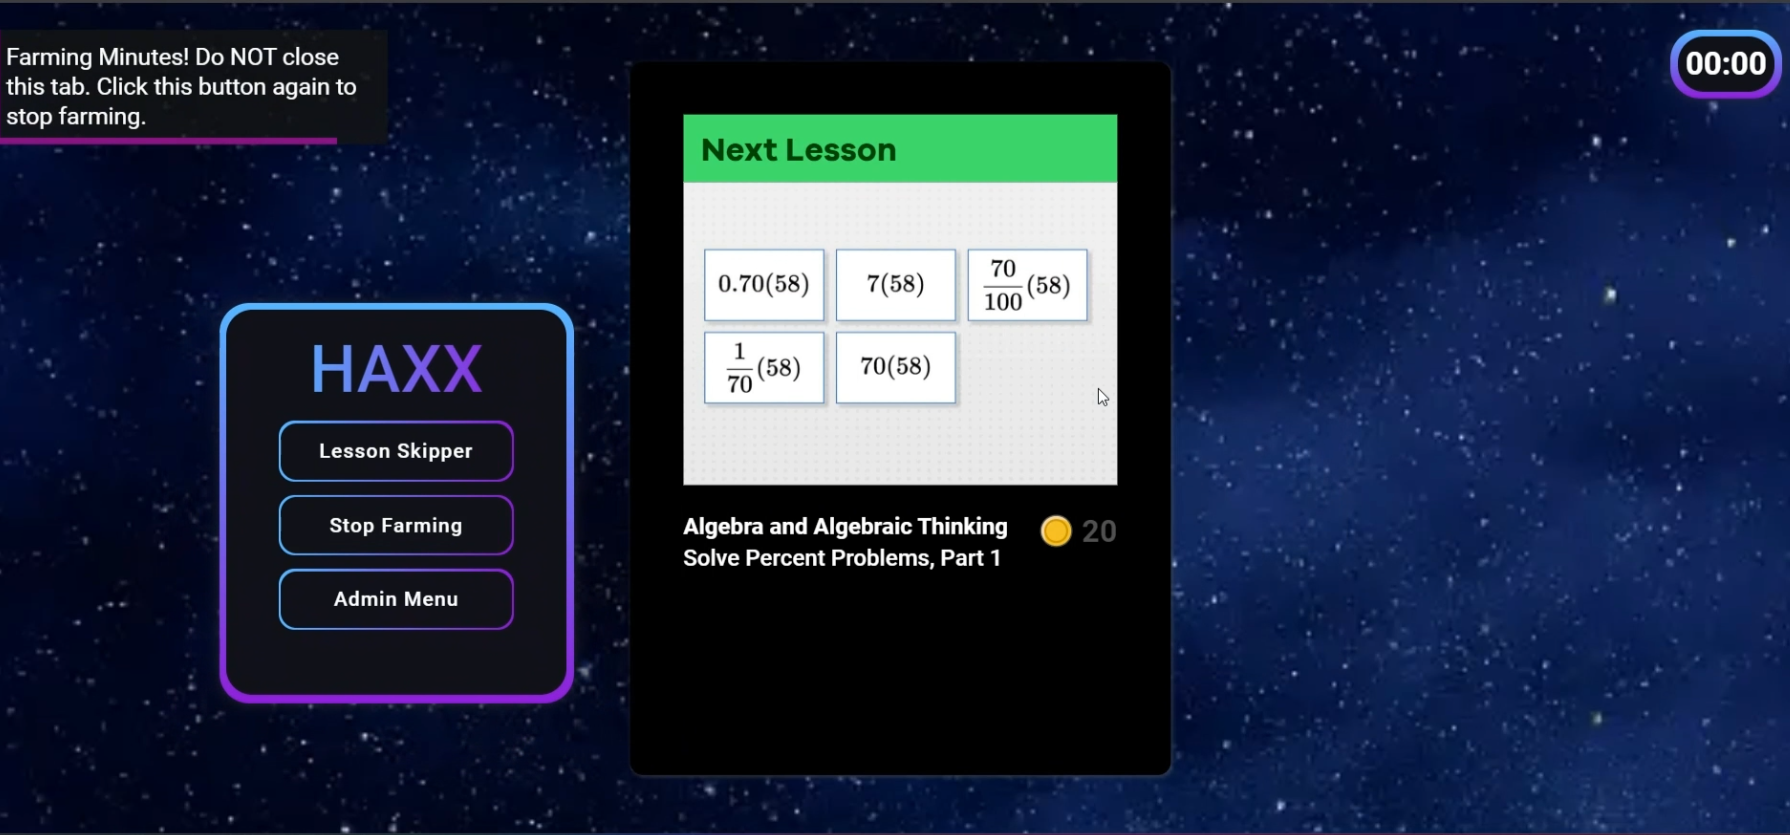 Farming Minutes! Do NOT close
this tab. Click this button again to
stop farming.
00:00
HAXX
Lesson Skipper
Stop Farming
Admin Menu
Next Lesson
0.70(58)
7(58)
70/100(58)
1/70(58)
70(58)
Algebra and Algebraic Thinking
20
Solve Percent Problems, Part 1